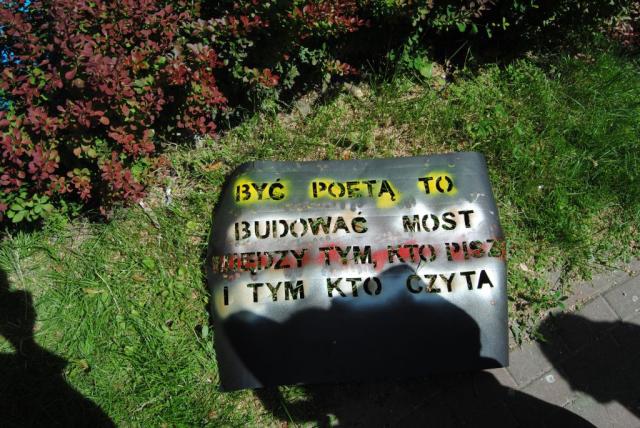 BYĆ POETĄ TO
BUDOWAĆ MOST
MIĘDZY TYM, KTO PISZE
I TYM KTO CZYTA